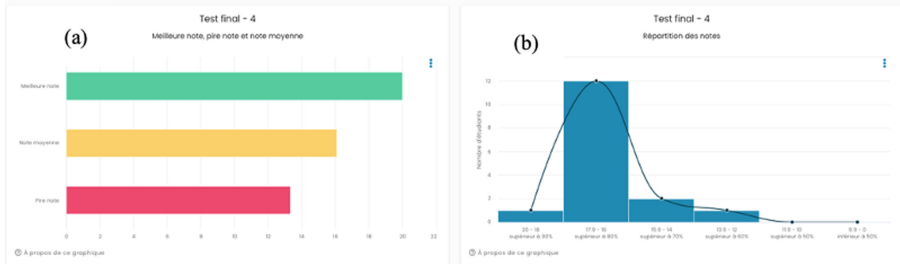 Test final - 4
(a)
Meilleure note, pire note et note moyenne
Meilleure note
Note moyenne
Pire note
0 2 4 6 8 10 12 14 16 18 20 22
À propos de ce graphique
Test final - 4
(b)
Répartition des notes
Nombre d'étudiants
12
10
8
6
4
2
0
20 - 18
supérieur à 90%
17.9 - 16
supérieur à 80%
15.9 - 14
supérieur à 70%
13.9 - 12
supérieur à 60%
11.9 - 10
supérieur à 50%
9.9 - 0
inférieur à 50%
À propos de ce graphique